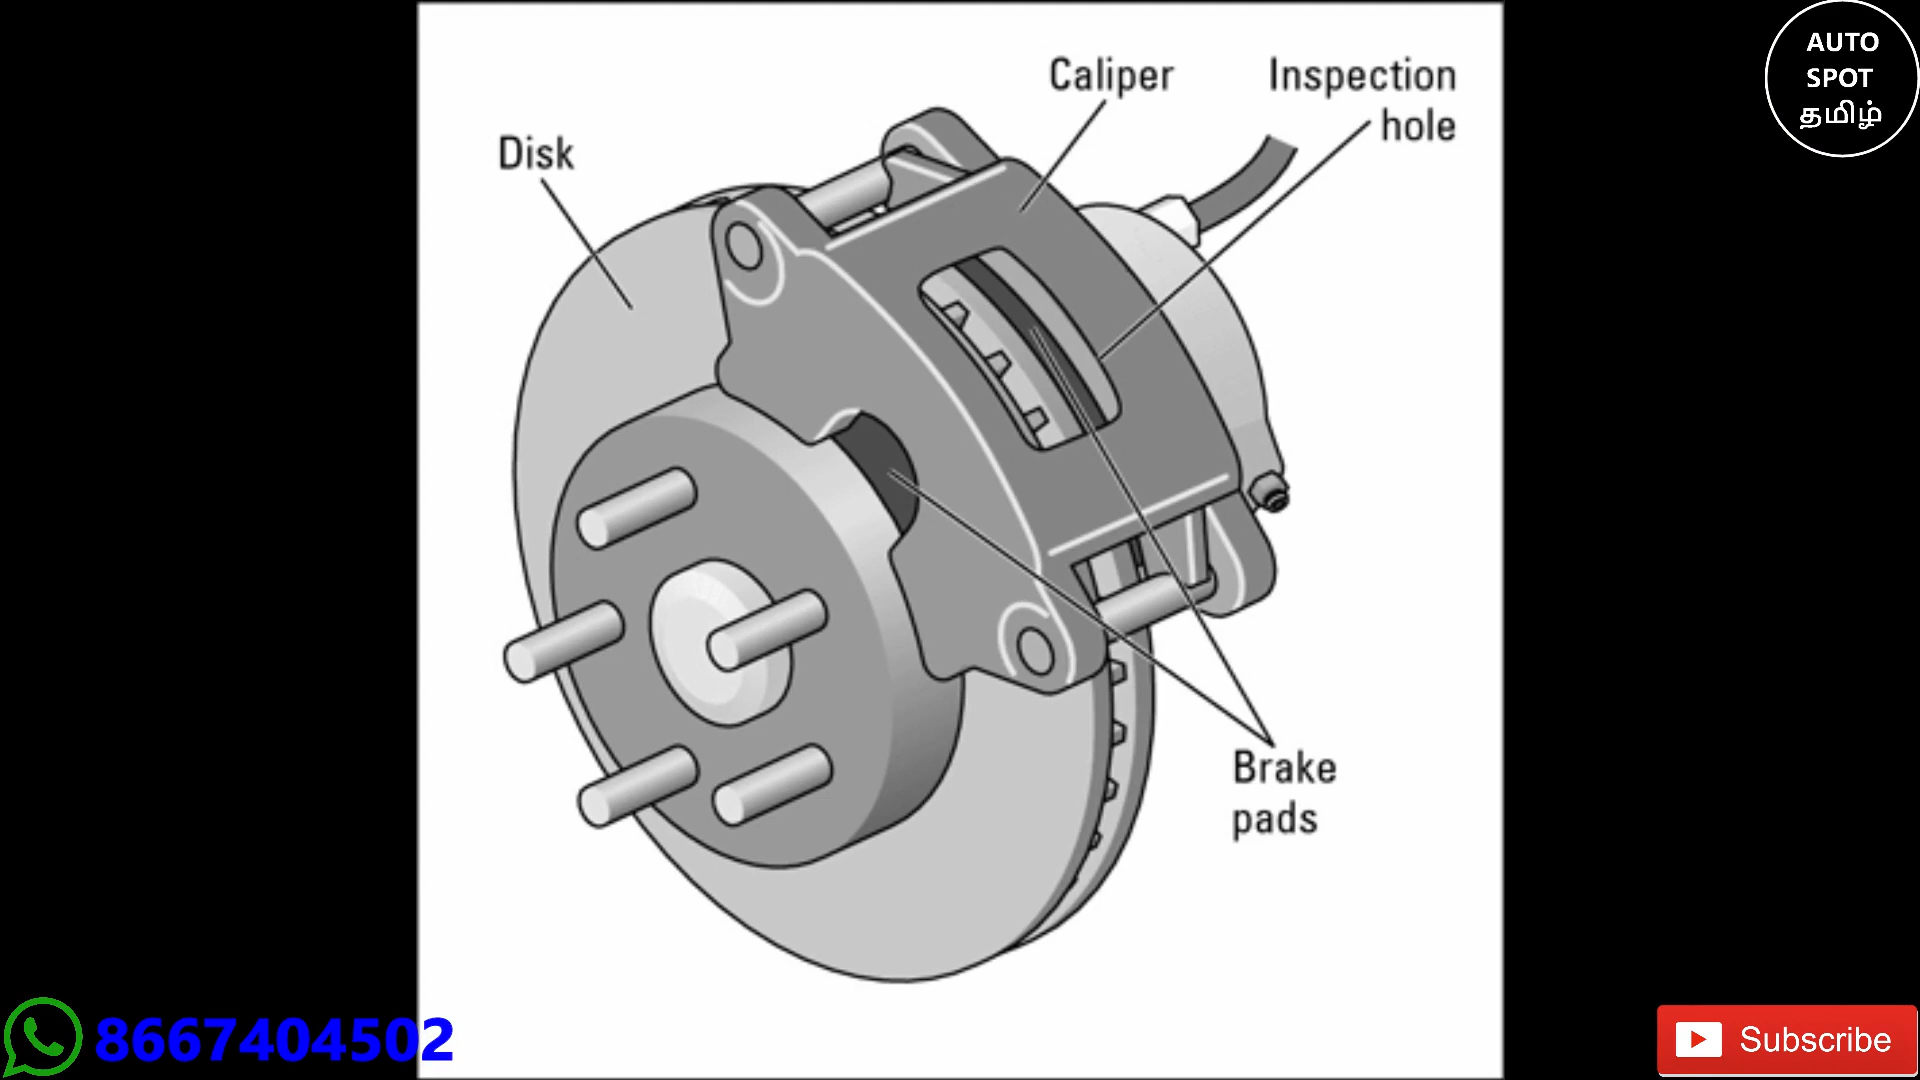 AUTO
SPOT
தமிழ்
Caliper
Inspection
hole
Disk
Brake
pads
8667404502
Subscribe